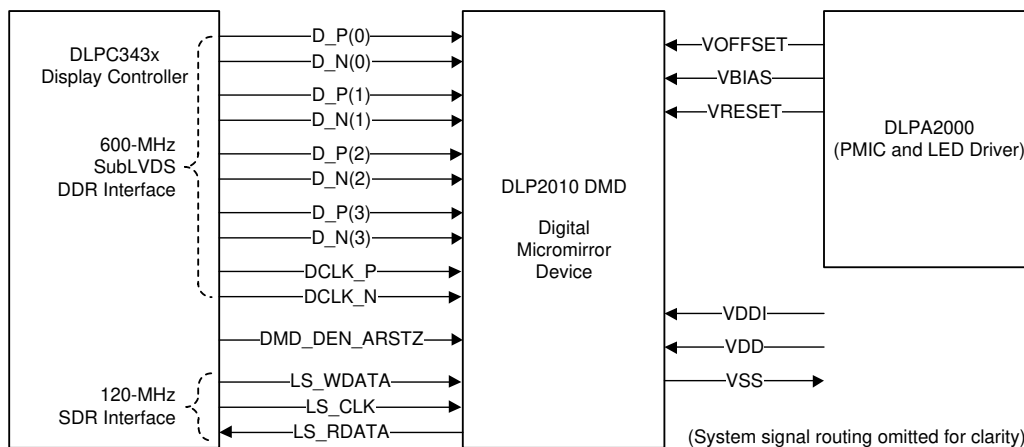 DLPC343x
Display Controller
600-MHz
SubLVDS
DDR Interface
120-MHz
SDR Interface
D_P(0)
D_N(0)
D_P(1)
D_N(1)
D_P(2)
D_N(2)
D_P(3)
D_N(3)
DCLK_P
DCLK_N
DMD_DEN_ARSTZ
LS_WDATA
LS_CLK
LS_RDATA
DLP2010 DMD
Digital
Micromirror
Device
VOFFSET
VBIAS
VRESET
VDDI
VDD
VSS
DLPA2000
(PMIC and LED Driver)
(System signal routing omitted for clarity)